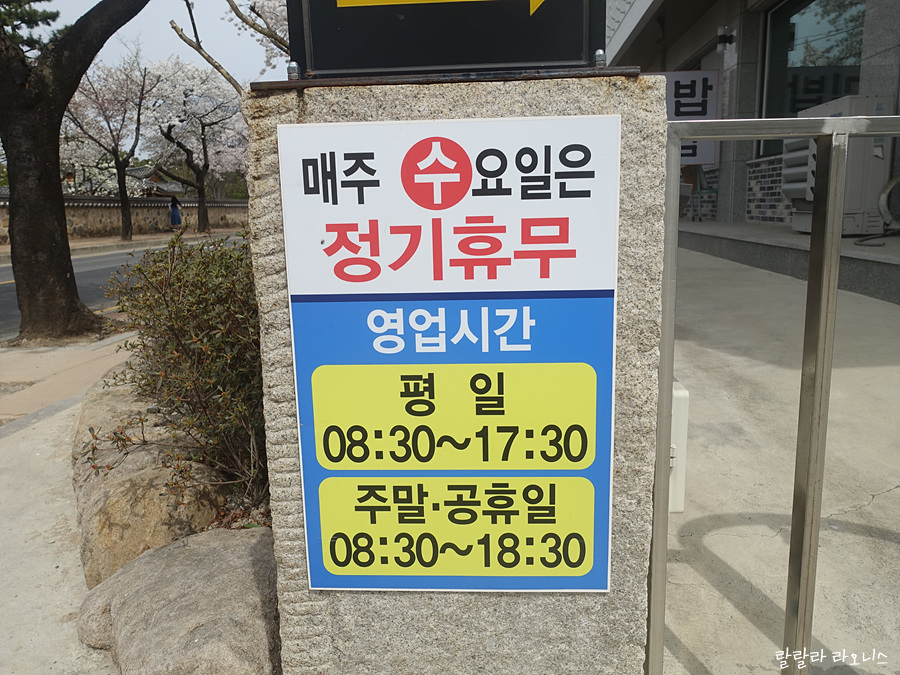 매주 수요일은
정기휴무
영업시간
평 일
08:30~17:30
주말·공휴일
08:30~18:30
밥
랄랄라 라오니스